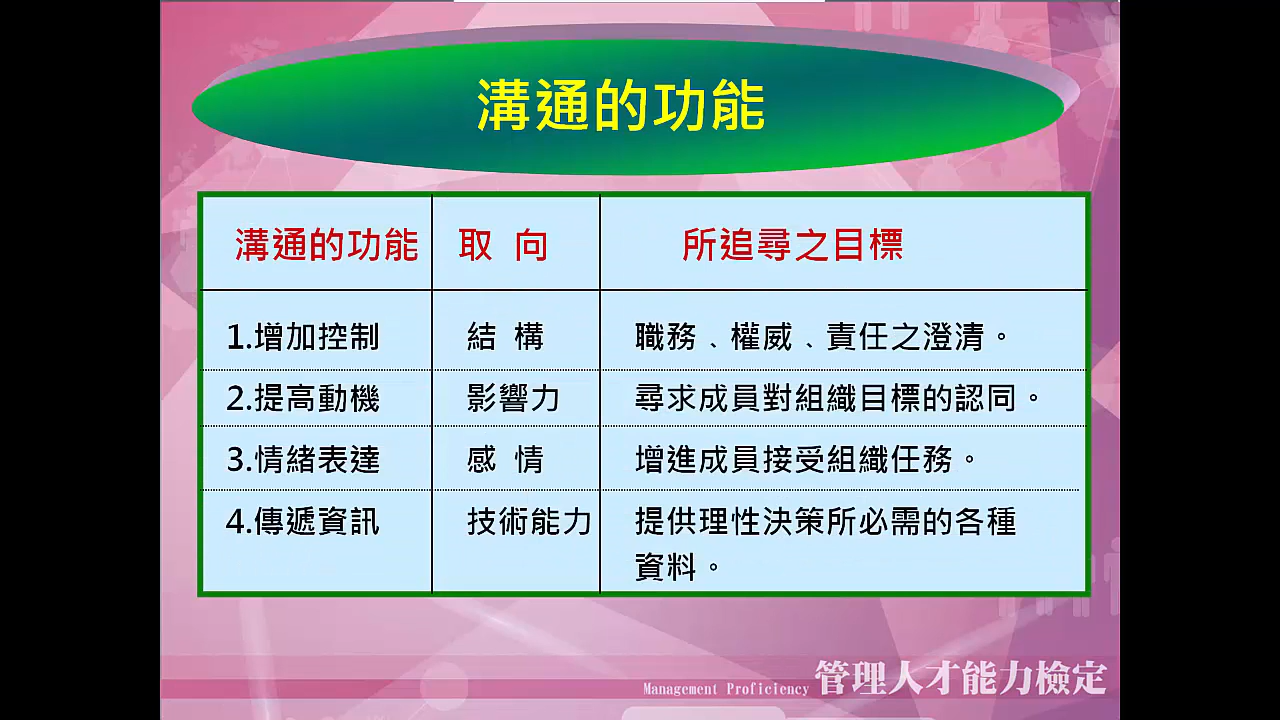 溝通的功能
溝通的功能 取 向 所追尋之目標
1.增加控制 結 構 職務、權威、責任之澄清。
2.提高動機 影響力 尋求成員對組織目標的認同。
3.情緒表達 感 情 增進成員接受組織任務。
4.傳遞資訊 技術能力 提供理性決策所必需的各種
資料。
Management Proficiency 管理人才能力檢定